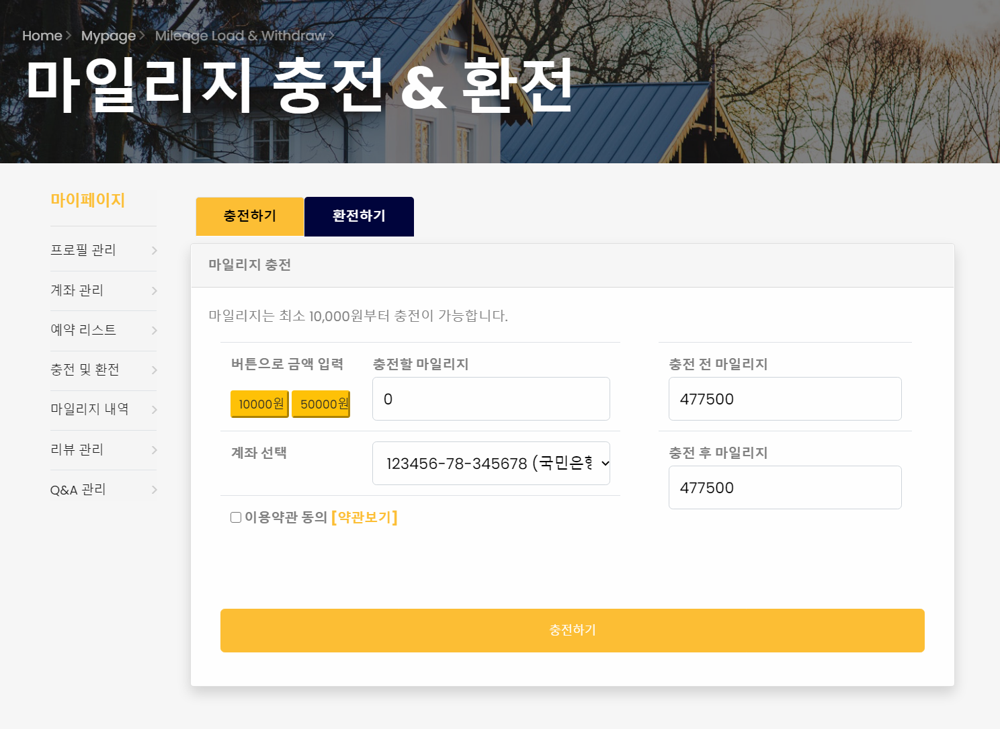 Home > Mypage > Mileage Load & Withdraw >
마일리지 충전 & 환전
마이페이지
프로필 관리
계좌 관리
예약 리스트
충전 및 환전
마일리지 내역
리뷰 관리
Q&A 관리
충전하기 환전하기
마일리지 충전
마일리지는 최소 10,000원부터 충전이 가능합니다.
버튼으로 금액 입력
10000원 50000원
충전할 마일리지
0
계좌 선택
123456-78-345678 (국민은행
이용약관 동의 [약관보기]
충전 전 마일리지
477500
충전 후 마일리지
477500
충전하기